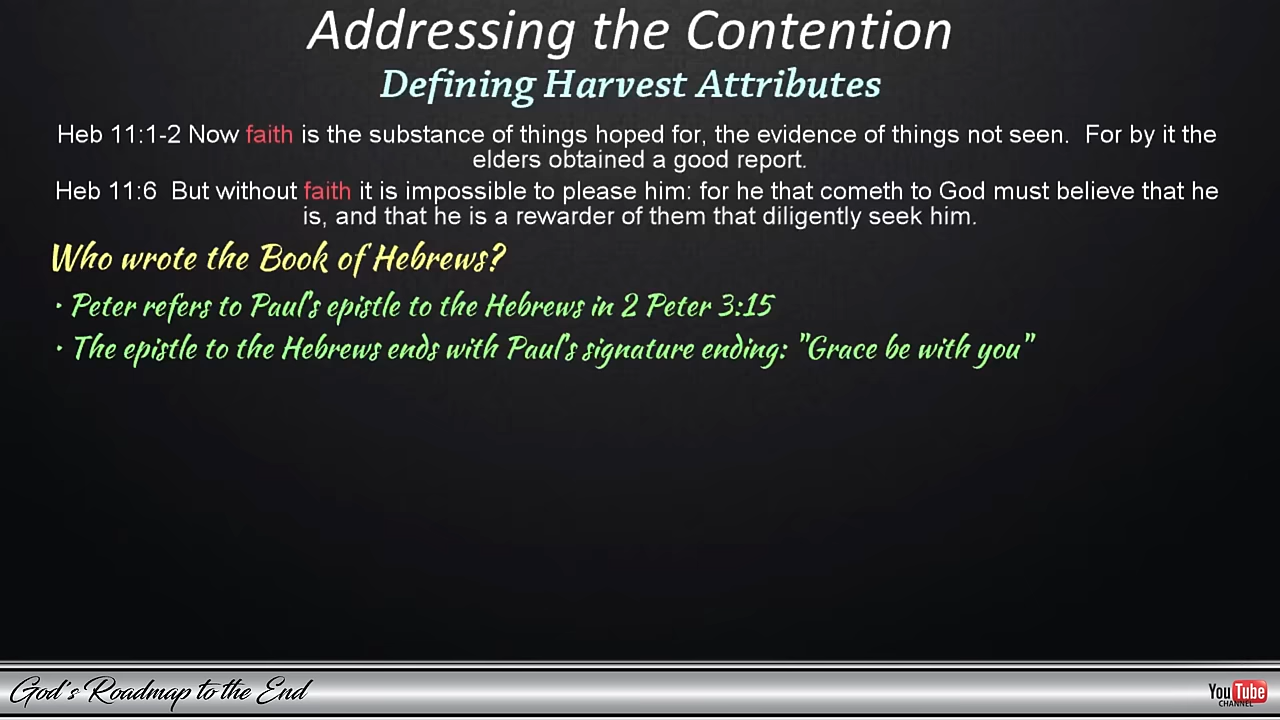 Addressing the Contention
Defining Harvest Attributes
Heb 11:1-2 Now faith is the substance of things hoped for, the evidence of things not seen.  For by it the
elders obtained a good report.
Heb 11:6  But without faith it is impossible to please him: for he that cometh to God must believe that he
is, and that he is a rewarder of them that diligently seek him.
Who wrote the Book of Hebrews?
· Peter refers to Paul's epistle to the Hebrews in 2 Peter 3:15
· The epistle to the Hebrews ends with Paul's signature ending: "Grace be with you"
God's Roadmap to the End
YouTube
CHANNEL